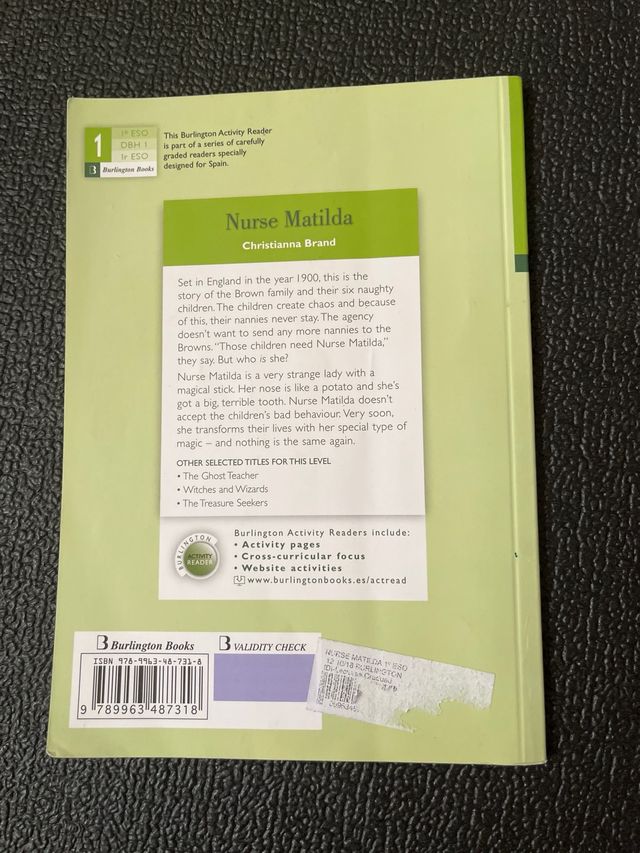 1
1º ESO
DBH 1
1r ESO
B Burlington Books
This Burlington Activity Reader
is part of a series of carefully
graded readers specially
designed for Spain.
Nurse Matilda
Christianna Brand
Set in England in the year 1900, this is the
story of the Brown family and their six naughty
children. The children create chaos and because
of this, their nannies never stay. The agency
doesn't want to send any more nannies to the
Browns. "Those children need Nurse Matilda,"
they say. But who is she?
Nurse Matilda is a very strange lady with a
magical stick. Her nose is like a potato and she's
got a big, terrible tooth. Nurse Matilda doesn't
accept the children's bad behaviour. Very soon,
she transforms their lives with her special type of
magic – and nothing is the same again.
OTHER SELECTED TITLES FOR THIS LEVEL
• The Ghost Teacher
• Witches and Wizards
• The Treasure Seekers
BURLINGTON
ACTIVITY
READER
Burlington Activity Readers include:
• Activity pages
• Cross-curricular focus
• Website activities
www.burlingtonbooks.es/actread
B Burlington Books
ISBN 978-9963-48-731-8
9 789963 487318
B VALIDITY CHECK
NURSE MATILDA 1º ESO
12/10/18 BURLINGTON